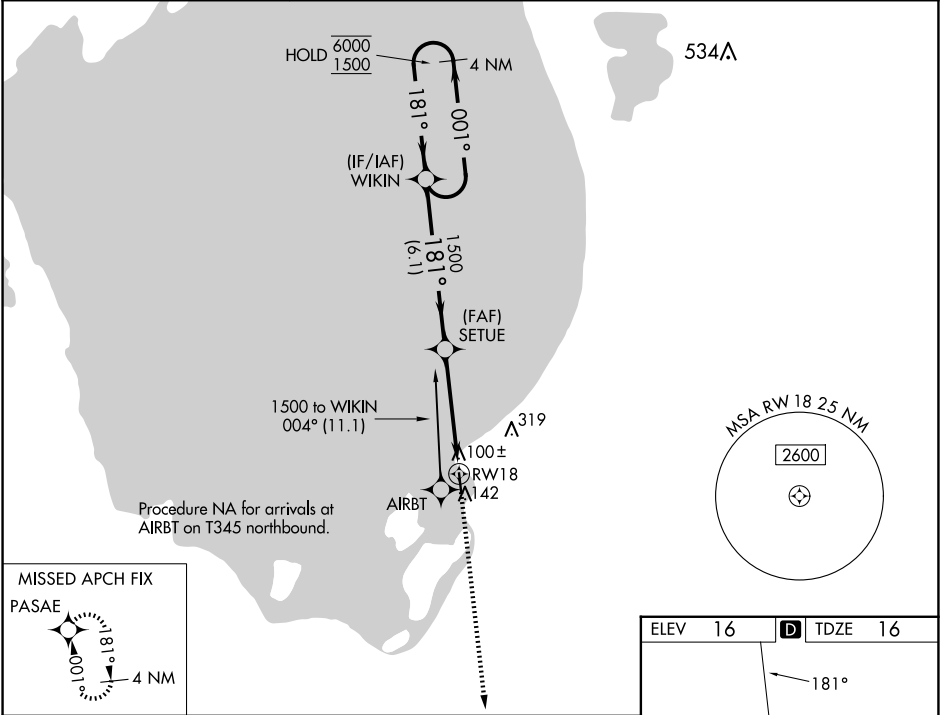 HOLD 6000
1500
4 NM
534
181°
001°
(IF/IAF)
WIKIN
1500
181°
(6.1)
(FAF)
SETUE
1500 to WIKIN
004° (11.1)
319
100±
RW18
142
AIRBT
Procedure NA for arrivals at
AIRBT on T345 northbound.
MSA RW 18 25 NM
2600
MISSED APCH FIX
PASAE
181°
001°
4 NM
ELEV 16 D TDZE 16
181°